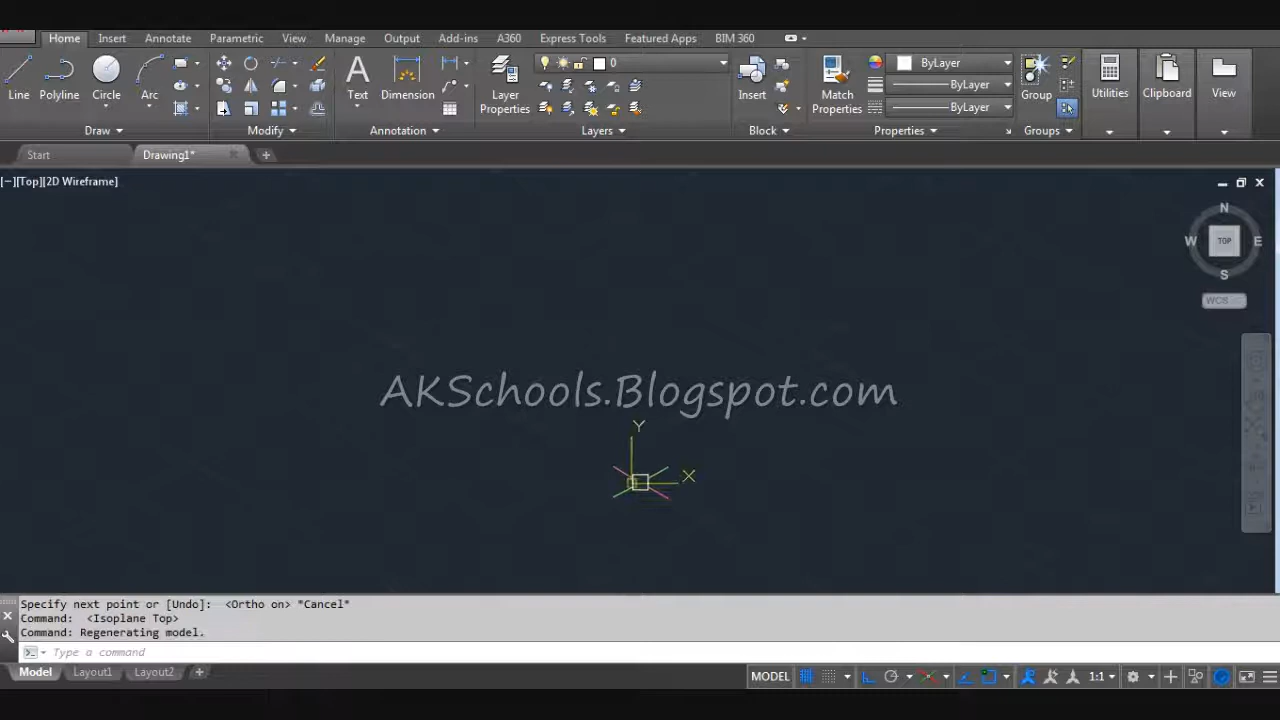 Home Insert Annotate Parametric View Manage Output Add-ins A360 Express Tools Featured Apps BIM 360
0
ByLayer
ByLayer
ByLayer
Line Polyline Circle Arc Text Dimension Layer Properties Insert Match Properties Group Utilities Clipboard View
Draw Modify Annotation Layers Block Properties Groups
Start Drawing1*
[−][Top][2D Wireframe]
N
W TOP E
S
WCS
AKSchools.Blogspot.com
Y
X
Specify next point or [Undo]: <Ortho on> *Cancel*
Command: <Isoplane Top>
Command: Regenerating model.
Type a command
Model Layout1 Layout2 MODEL 1:1